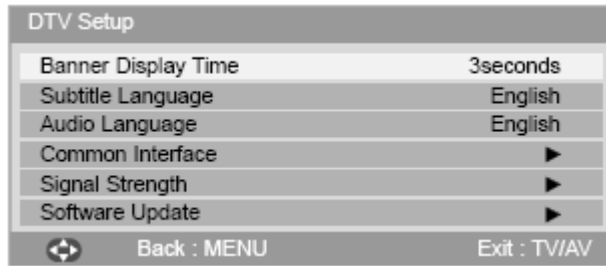 DTV Setup
Banner Display Time 3seconds
Subtitle Language English
Audio Language English
Common Interface
Signal Strength
Software Update
Back : MENU Exit : TV/AV